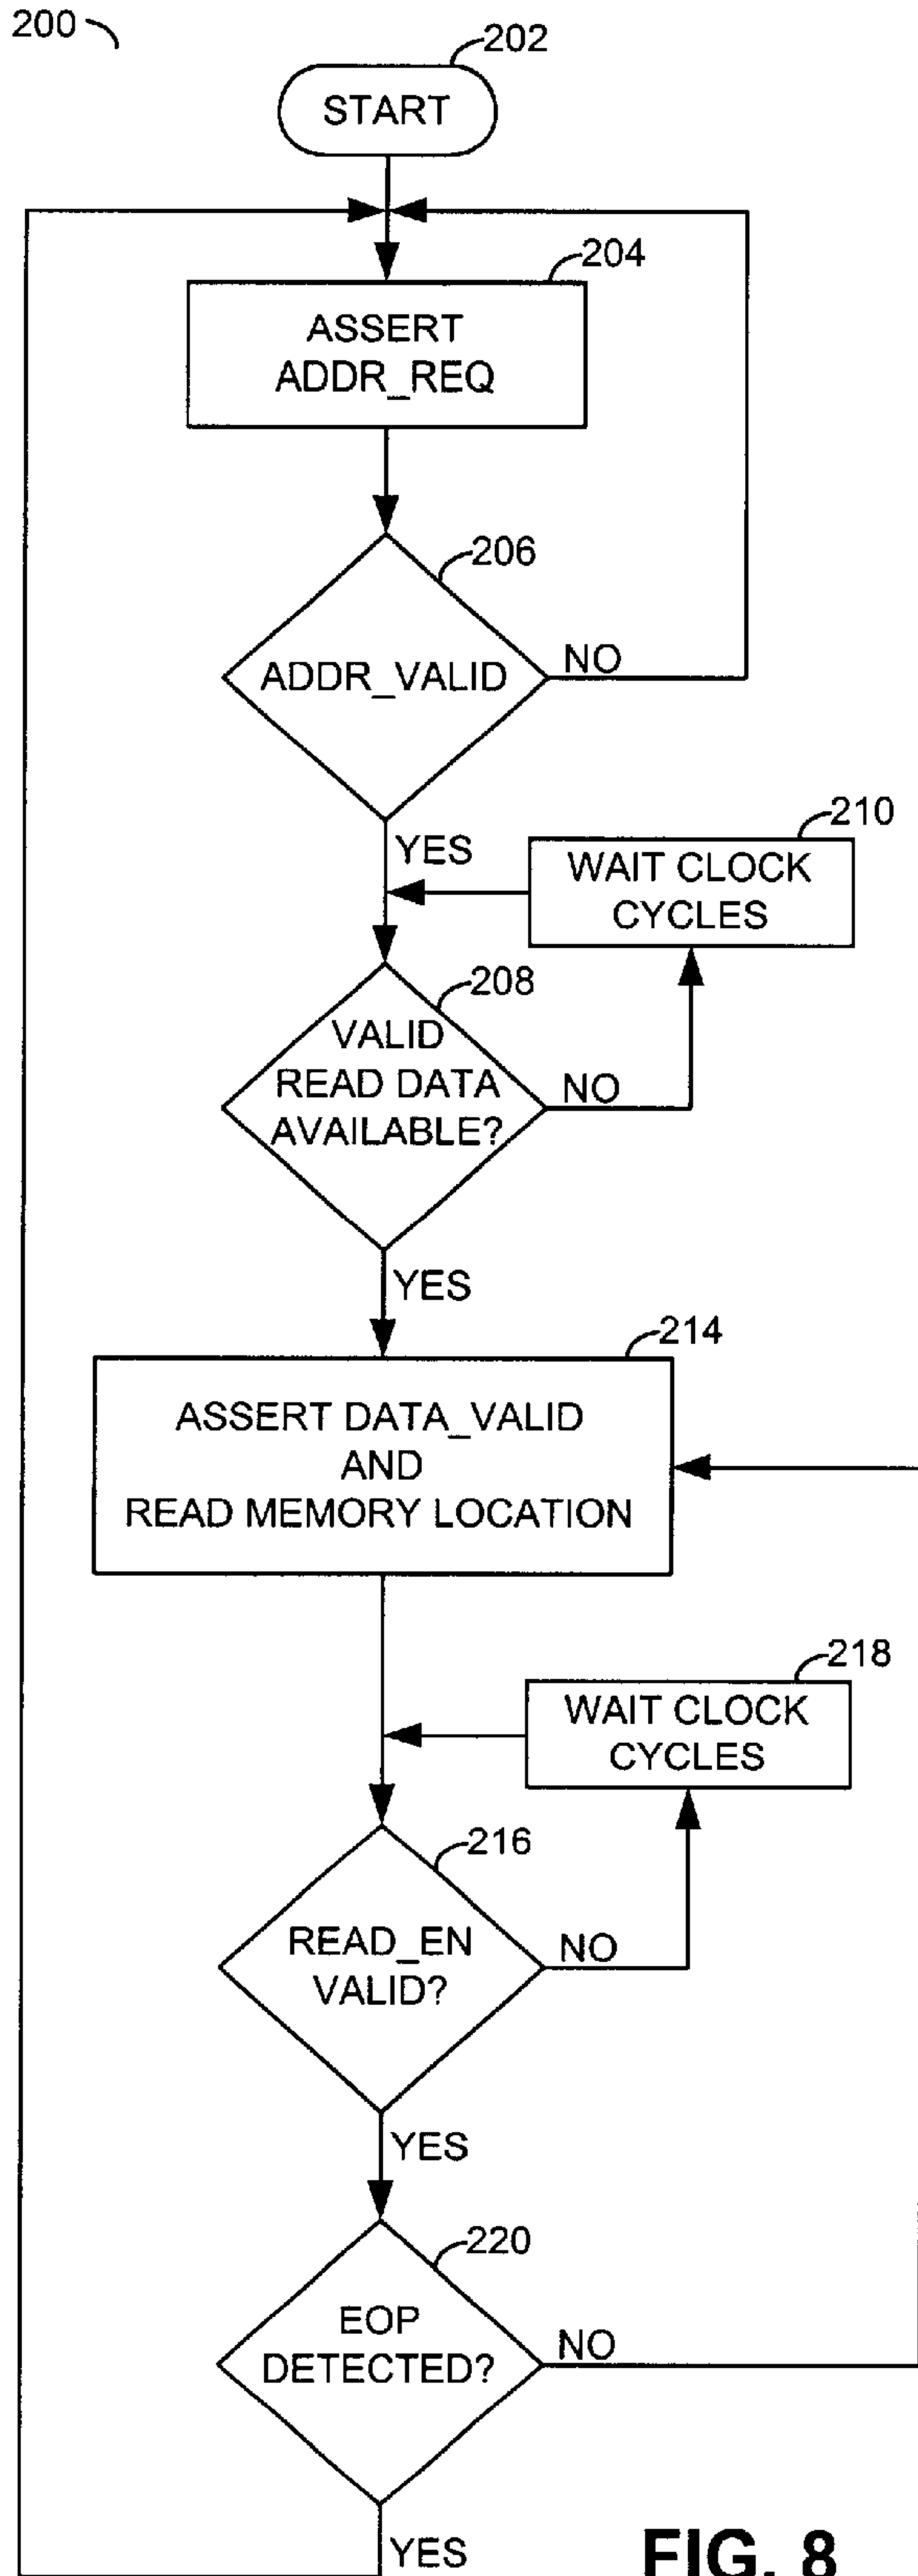 200
202
START
204
ASSERT
ADDR_REQ
206
ADDR_VALID
NO
YES
210
WAIT CLOCK
CYCLES
208
VALID
READ DATA
AVAILABLE?
NO
YES
214
ASSERT DATA_VALID
AND
READ MEMORY LOCATION
218
WAIT CLOCK
CYCLES
216
READ_EN
VALID?
NO
YES
220
EOP
DETECTED?
NO
YES
FIG. 8